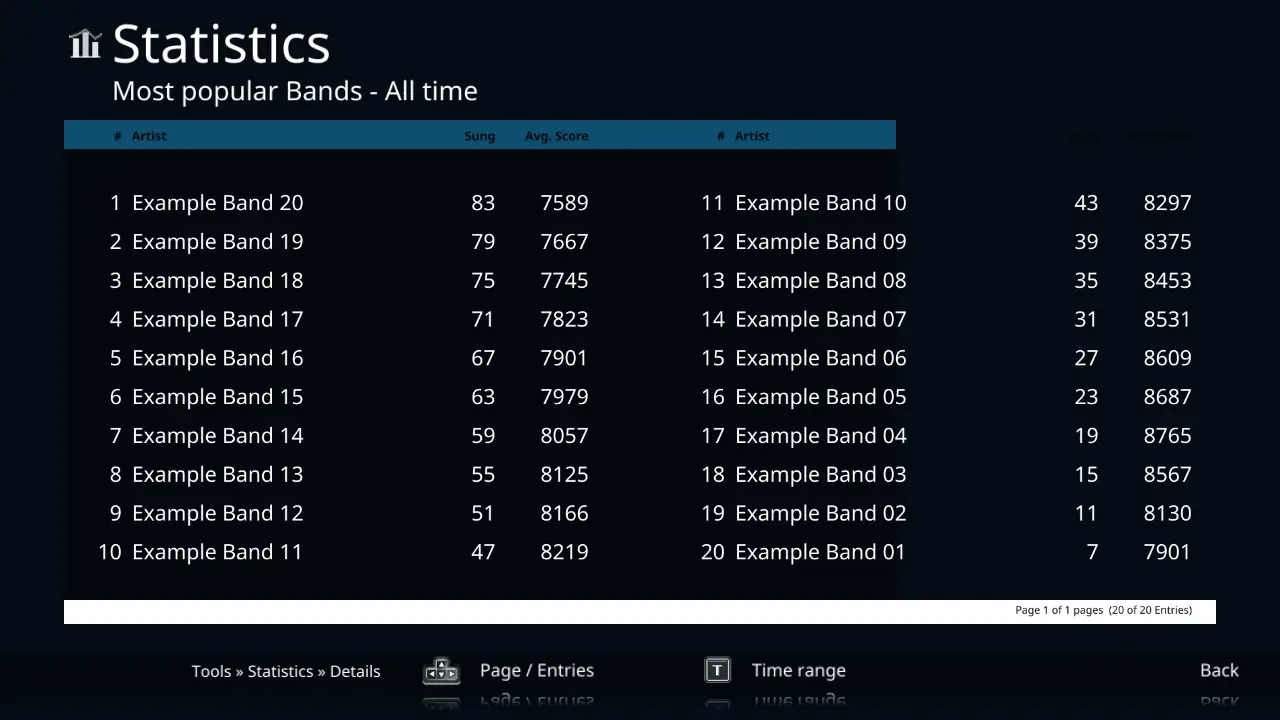 Statistics
Most popular Bands - All time
# Artist Sung Avg. Score # Artist
1 Example Band 20 83 7589 11 Example Band 10 43 8297
2 Example Band 19 79 7667 12 Example Band 09 39 8375
3 Example Band 18 75 7745 13 Example Band 08 35 8453
4 Example Band 17 71 7823 14 Example Band 07 31 8531
5 Example Band 16 67 7901 15 Example Band 06 27 8609
6 Example Band 15 63 7979 16 Example Band 05 23 8687
7 Example Band 14 59 8057 17 Example Band 04 19 8765
8 Example Band 13 55 8125 18 Example Band 03 15 8567
9 Example Band 12 51 8166 19 Example Band 02 11 8130
10 Example Band 11 47 8219 20 Example Band 01 7 7901
Page 1 of 1 pages (20 of 20 Entries)
Tools » Statistics » Details Page / Entries T Time range Back